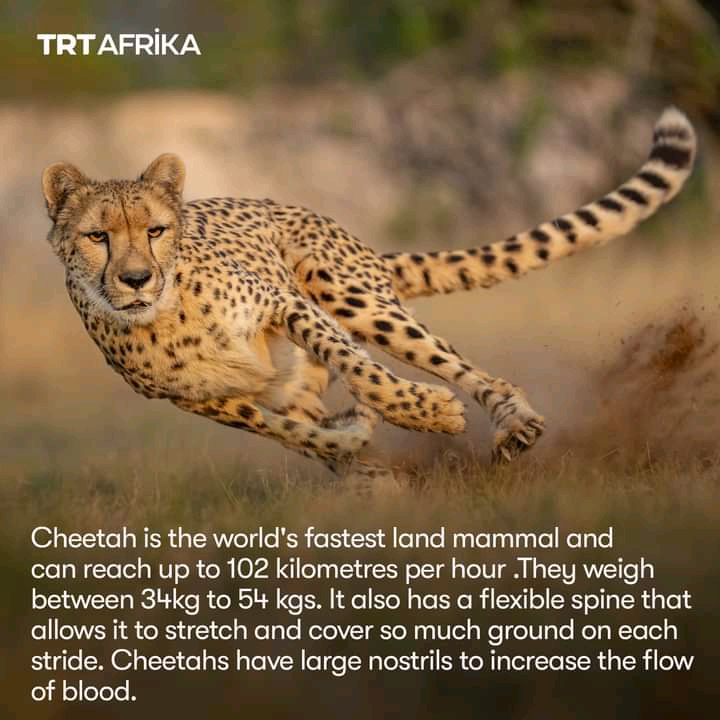 TRT AFRİKA
Cheetah is the world's fastest land mammal and
can reach up to 102 kilometres per hour .They weigh
between 34kg to 54 kgs. It also has a flexible spine that
allows it to stretch and cover so much ground on each
stride. Cheetahs have large nostrils to increase the flow
of blood.